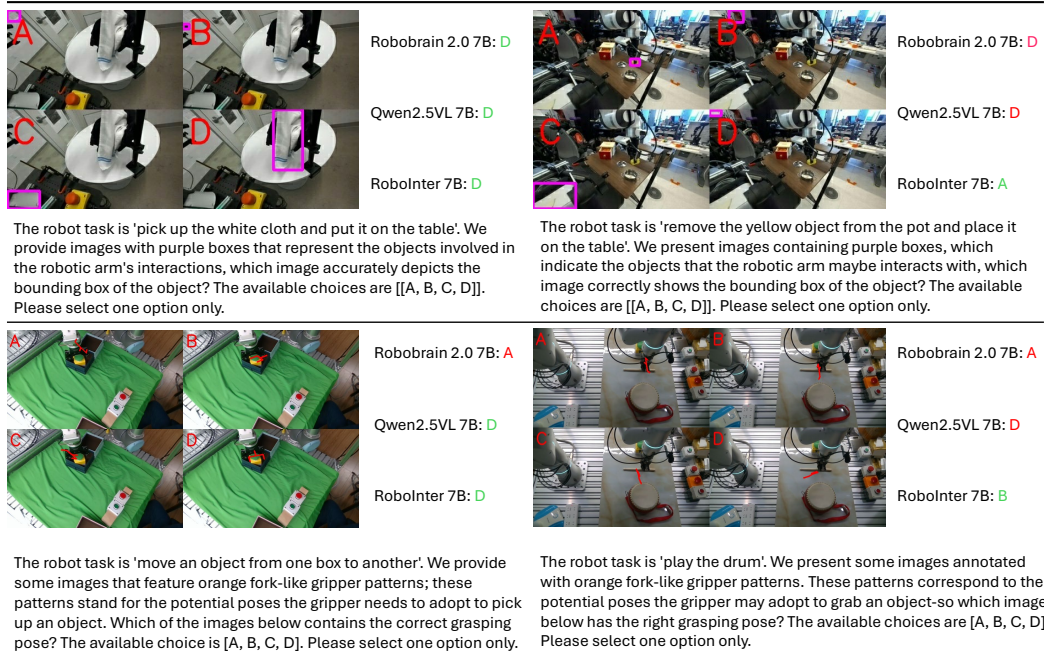 A
B
C
D
Robobrain 2.0 7B: D
Qwen2.5VL 7B: D
RoboInter 7B: D
The robot task is 'pick up the white cloth and put it on the table'. We
provide images with purple boxes that represent the objects involved in
the robotic arm's interactions, which image accurately depicts the
bounding box of the object? The available choices are [[A, B, C, D]].
Please select one option only.
A
B
C
D
Robobrain 2.0 7B: D
Qwen2.5VL 7B: D
RoboInter 7B: A
The robot task is 'remove the yellow object from the pot and place it
on the table'. We present images containing purple boxes, which
indicate the objects that the robotic arm maybe interacts with, which
image correctly shows the bounding box of the object? The available
choices are [[A, B, C, D]]. Please select one option only.
A
B
C
D
Robobrain 2.0 7B: A
Qwen2.5VL 7B: D
RoboInter 7B: D
The robot task is 'move an object from one box to another'. We provide
some images that feature orange fork-like gripper patterns; these
patterns stand for the potential poses the gripper needs to adopt to pick
up an object. Which of the images below contains the correct grasping
pose? The available choice is [A, B, C, D]. Please select one option only.
A
B
C
D
Robobrain 2.0 7B: A
Qwen2.5VL 7B: D
RoboInter 7B: B
The robot task is 'play the drum'. We present some images annotated
with orange fork-like gripper patterns. These patterns correspond to the
potential poses the gripper may adopt to grab an object-so which image
below has the right grasping pose? The available choices are [A, B, C, D]
Please select one option only.